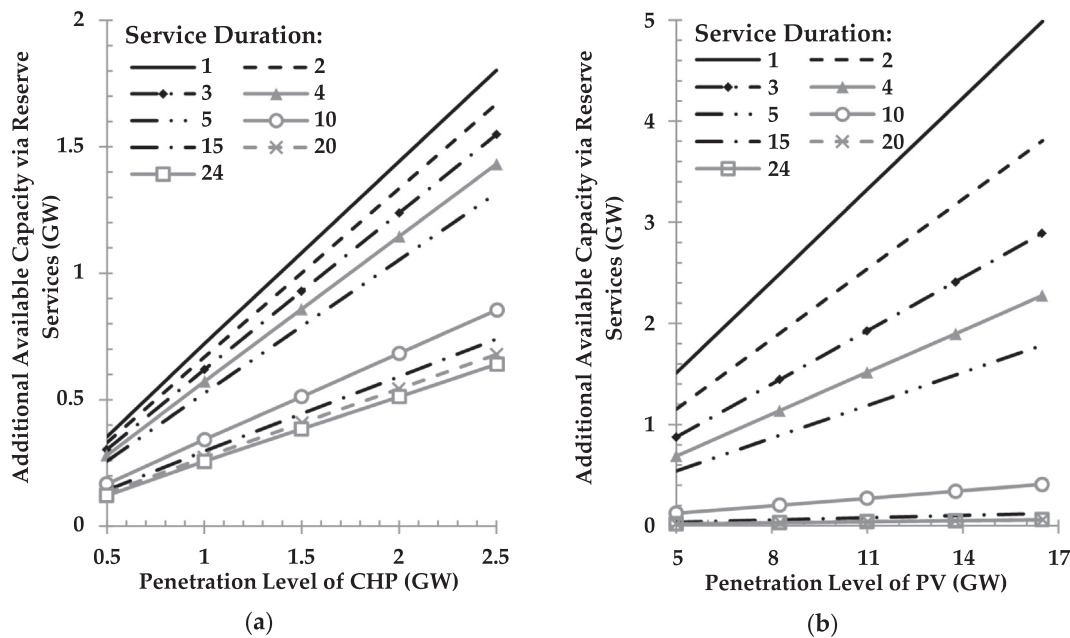 Additional Available Capacity via Reserve
Services (GW)
2
1.5
1
0.5
0
Service Duration:
1 2
3 4
5 10
15 20
24
0.5 1 1.5 2 2.5
Penetration Level of CHP (GW)
(a)
Additional Available Capacity via Reserve
Services (GW)
5
4
3
2
1
0
Service Duration:
1 2
3 4
5 10
15 20
24
5 8 11 14 17
Penetration Level of PV (GW)
(b)